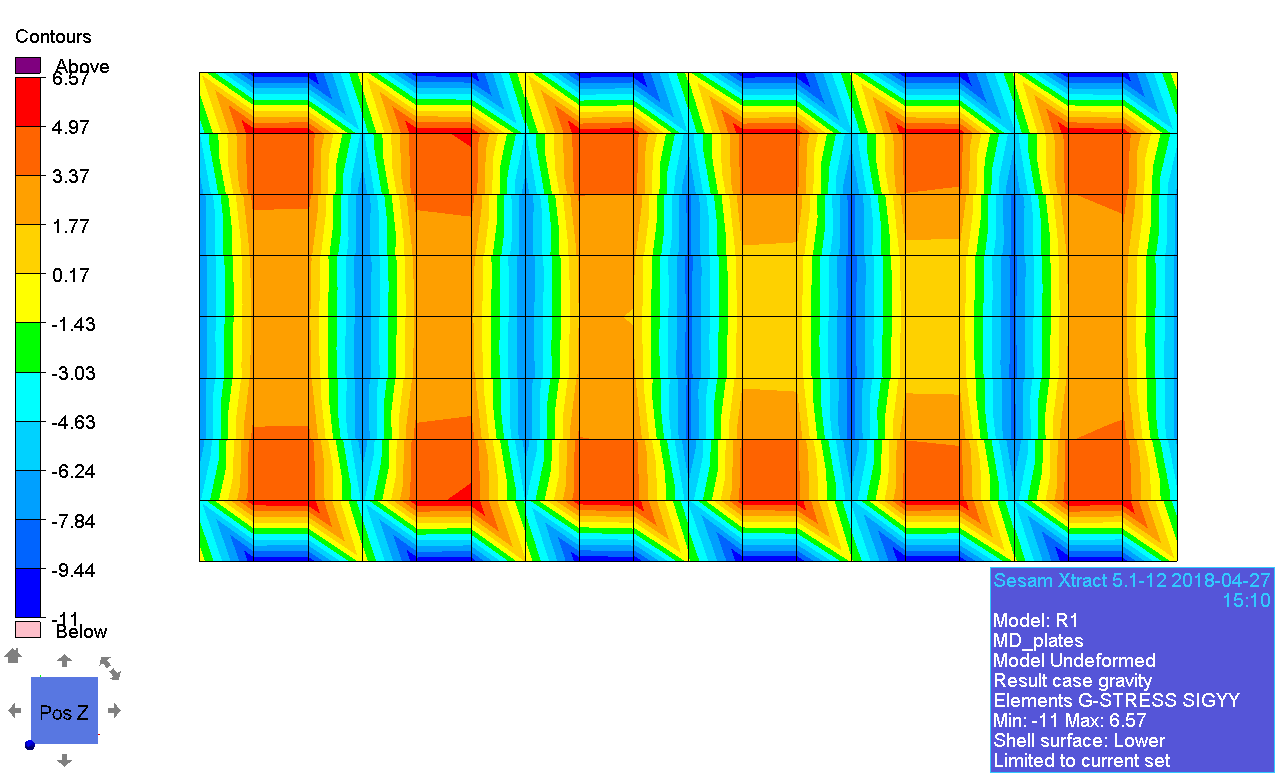 Contours
Above
6.57
4.97
3.37
1.77
0.17
-1.43
-3.03
-4.63
-6.24
-7.84
-9.44
-11
Below
Pos Z
Sesam Xtract 5.1-12 2018-04-27
15:10
Model: R1
MD_plates
Model Undeformed
Result case gravity
Elements G-STRESS SIGYY
Min: -11 Max: 6.57
Shell surface: Lower
Limited to current set